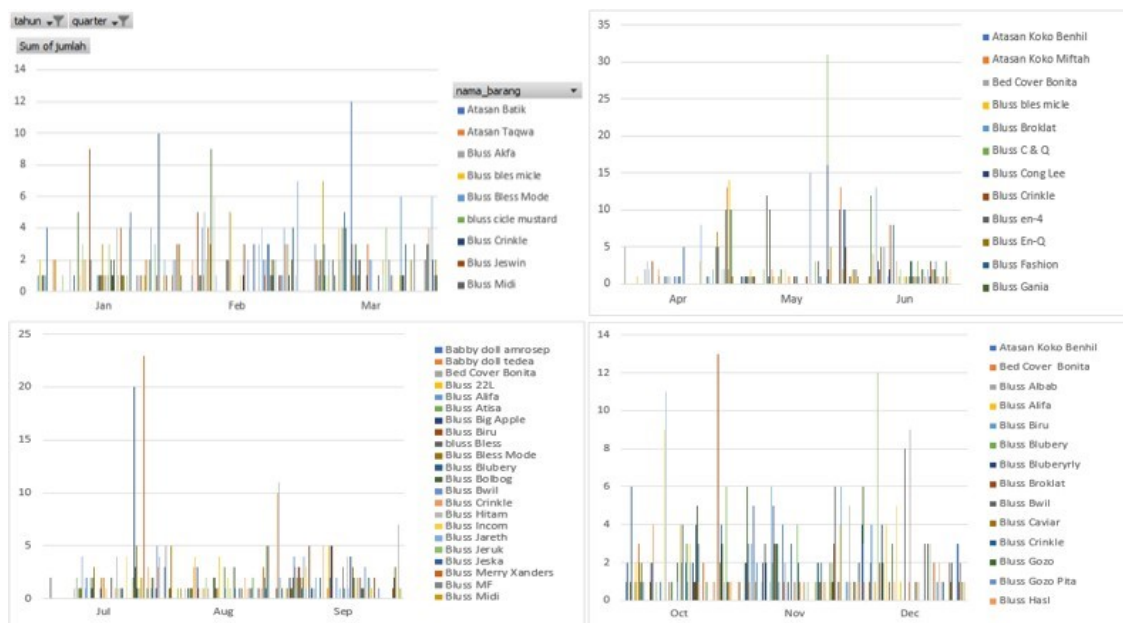 tahun quarter
Sum of jumlah
14
12
10
8
6
4
2
0
Jan Feb Mar
nama_barang
Atasan Batik
Atasan Taqwa
Bluss Akfa
Bluss bles micle
Bluss Bless Mode
bluss cicle mustard
Bluss Crinkle
Bluss Jeswin
Bluss Midi
35
30
25
20
15
10
5
0
Apr May Jun
Atasan Koko Benhil
Atasan Koko Miftah
Bed Cover Bonita
Bluss bles micle
Bluss Broklat
Bluss C & Q
Bluss Cong Lee
Bluss Crinkle
Bluss en-4
Bluss En-Q
Bluss Fashion
Bluss Gania
25
20
15
10
5
0
Jul Aug Sep
Babby doll amrosep
Babby doll tedea
Bed Cover Bonita
Bluss 22L
Bluss Alifa
Bluss Atisa
Bluss Big Apple
Bluss Biru
bluss Bless
Bluss Bless Mode
Bluss Blubery
Bluss Bolbog
Bluss Bwil
Bluss Crinkle
Bluss Hitam
Bluss Incom
Bluss Jareth
Bluss Jeruk
Bluss Jeska
Bluss Merry Xanders
Bluss MF
Bluss Midi
14
12
10
8
6
4
2
0
Oct Nov Dec
Atasan Koko Benhil
Bed Cover Bonita
Bluss Albab
Bluss Alifa
Bluss Biru
Bluss Blubery
Bluss Bluberyrly
Bluss Broklat
Bluss Bwil
Bluss Caviar
Bluss Crinkle
Bluss Gozo
Bluss Gozo Pita
Bluss Hasl